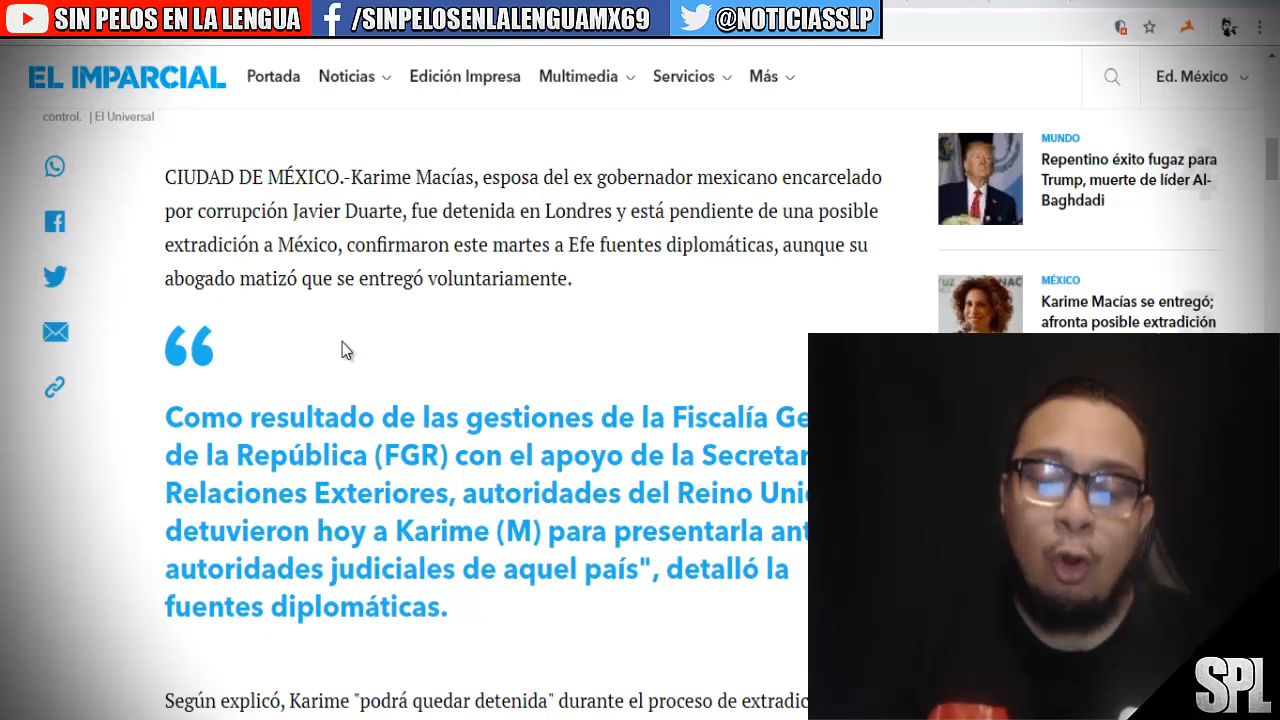 SIN PELOS EN LA LENGUA
/SINPELOSENLALENGUAMX69
@NOTICIASSLP
EL IMPARCIAL
Portada
Noticias
Edición Impresa
Multimedia
Servicios
Más
Ed. México
control. | El Universal
CIUDAD DE MÉXICO.-Karime Macías, esposa del ex gobernador mexicano encarcelado
por corrupción Javier Duarte, fue detenida en Londres y está pendiente de una posible
extradición a México, confirmaron este martes a Efe fuentes diplomáticas, aunque su
abogado matizó que se entregó voluntariamente.
“
Como resultado de las gestiones de la Fiscalía Ge
de la República (FGR) con el apoyo de la Secretar
Relaciones Exteriores, autoridades del Reino Uni
detuvieron hoy a Karime (M) para presentarla ant
autoridades judiciales de aquel país", detalló la
fuentes diplomáticas.
Según explicó, Karime "podrá quedar detenida" durante el proceso de extradic
MUNDO
Repentino éxito fugaz para
Trump, muerte de líder Al-
Baghdadi
MÉXICO
Karime Macías se entregó;
afronta posible extradición
SPL